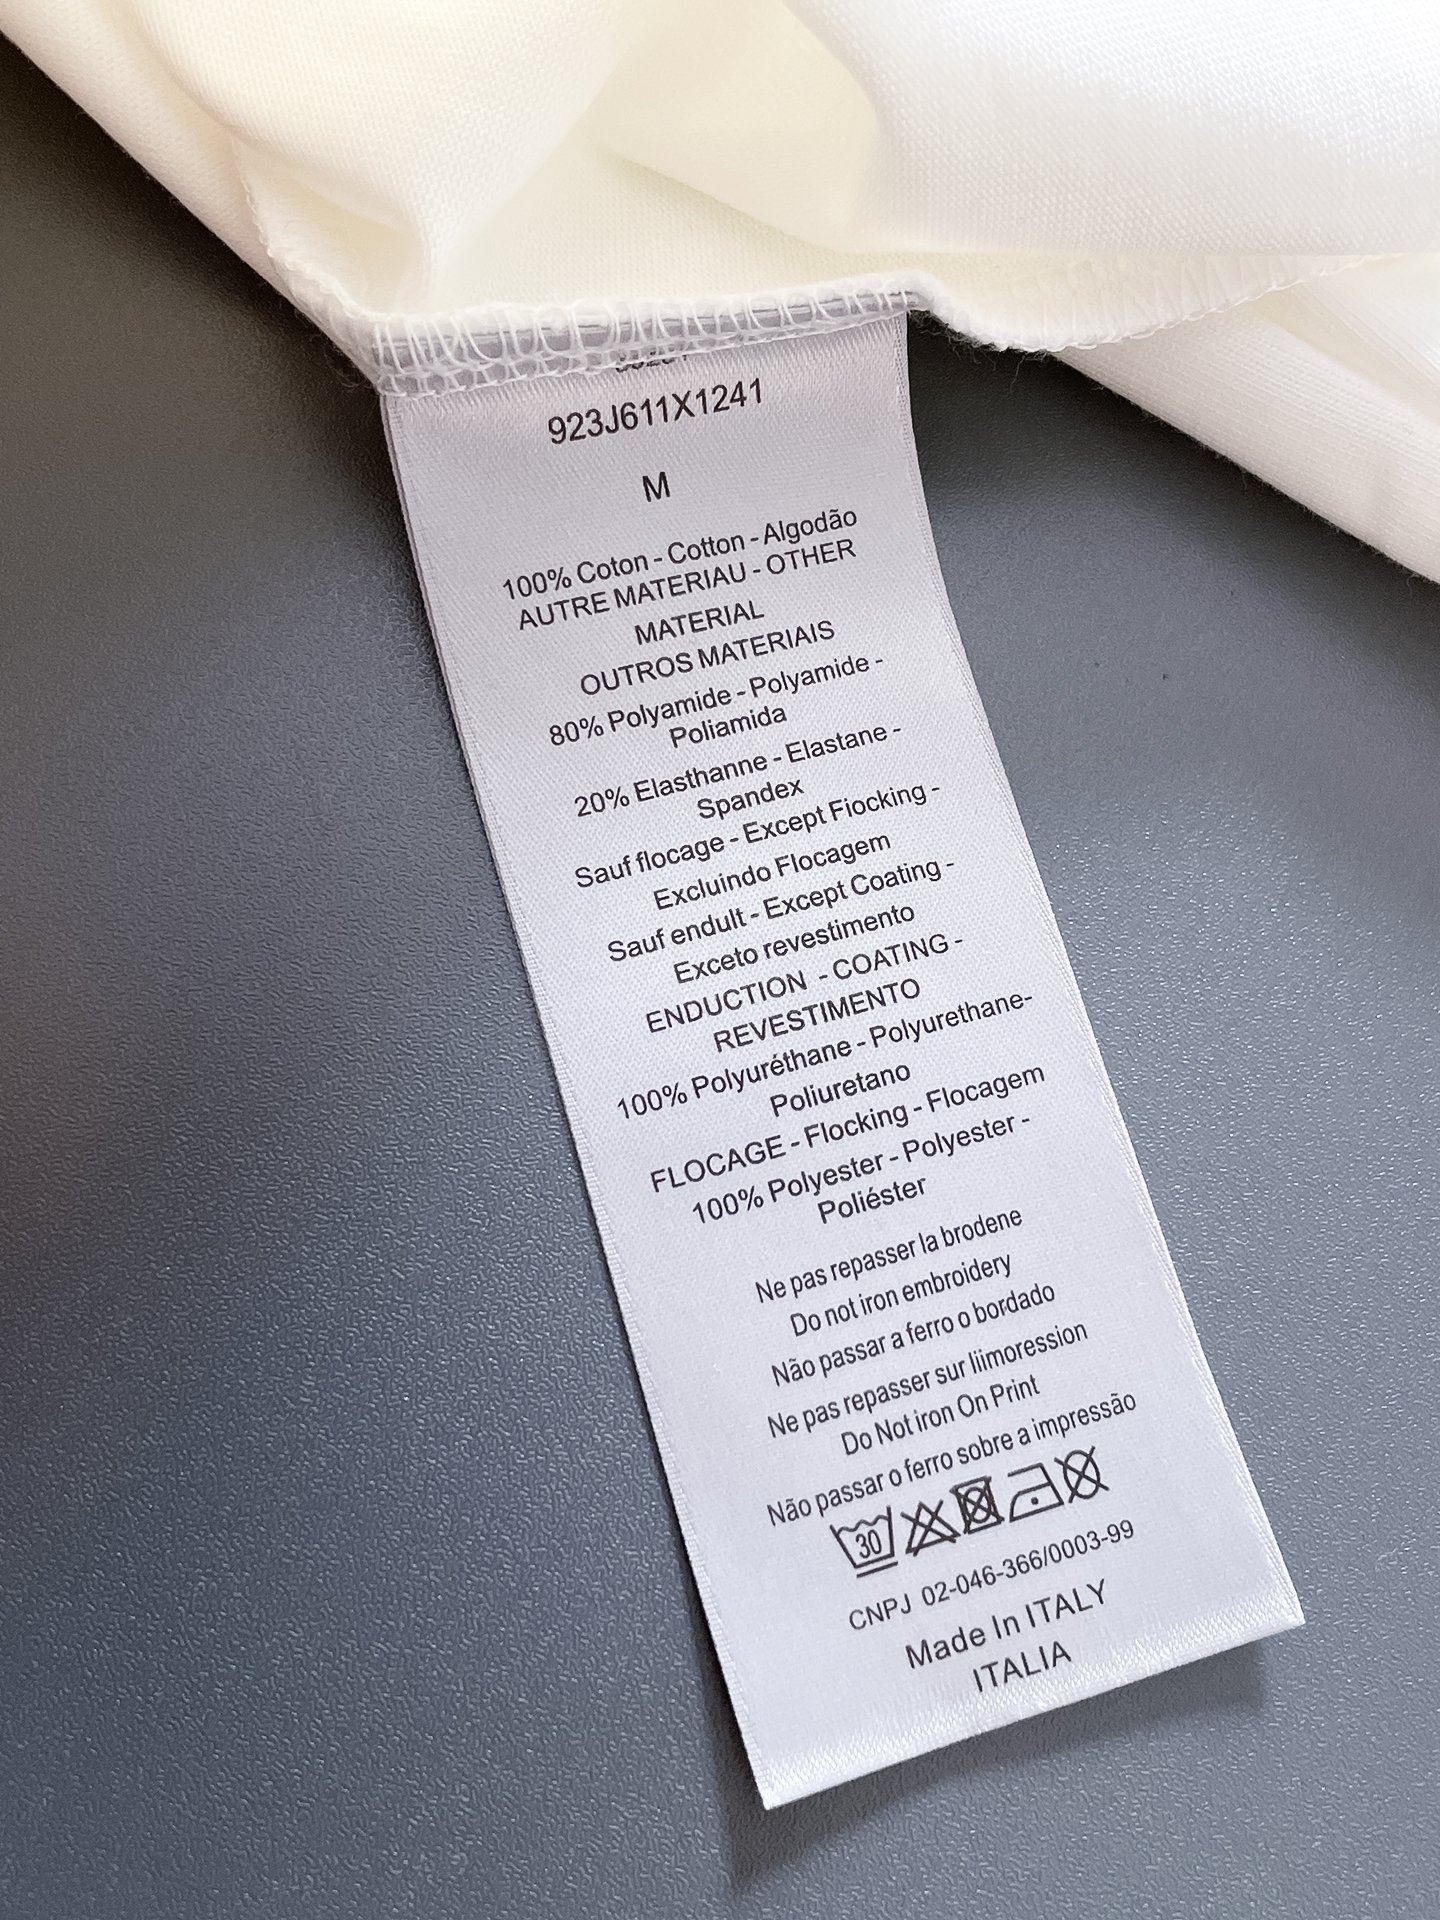 923J611X1241
M
100% Coton - Cotton - Algodão
AUTRE MATERIAU - OTHER
MATERIAL
OUTROS MATERIAIS
80% Polyamide - Polyamide -
Poliamida
20% Elasthanne - Elastane -
Spandex
Sauf flocage - Except Fiocking -
Excluindo Flocagem
Sauf endult - Except Coating -
Exceto revestimento
ENDUCTION - COATING -
REVESTIMENTO
100% Polyuréthane - Polyurethane-
Poliuretano
FLOCAGE - Flocking - Flocagem
100% Polyester - Polyester -
Poliéster
Ne pas repasser la brodene
Do not iron embroidery
Não passar a ferro o bordado
Ne pas repasser sur liimoression
Do Not iron On Print
Não passar o ferro sobre a impressão
30
CNPJ 02-046-366/0003-99
Made In ITALY
ITALIA